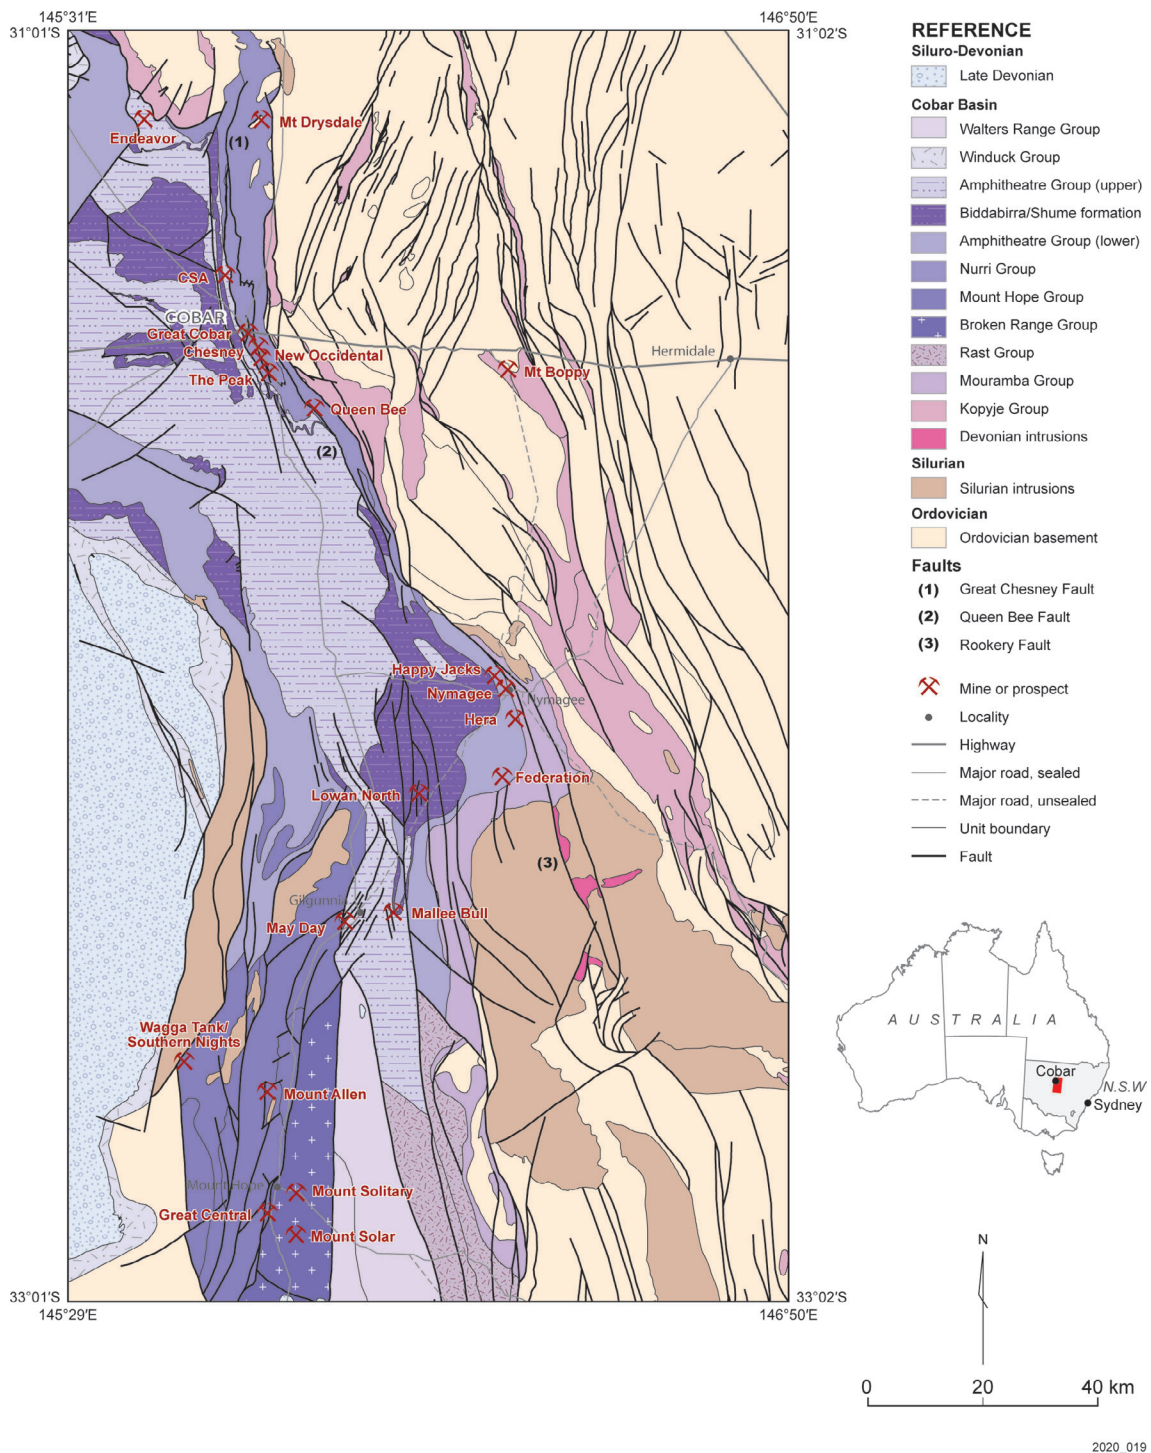 145°31'E
146°50'E
31°01'S
31°02'S
Endeavor
Mt Drysdale
(1)
CSA
COBAR
Great Cobar
Chesney
New Occidental
The Peak
Queen Bee
(2)
Hermidale
Mt Boppy
Happy Jacks
Nymagee
Nymagee
Hera
Federation
Lowan North
(3)
Gilgunnia
Mallee Bull
May Day
Wagga Tank/
Southern Nights
Mount Allen
Mount Hope
Mount Solitary
Great Central
Mount Solar
33°01'S
33°02'S
145°29'E
146°50'E
REFERENCE
Siluro-Devonian
Late Devonian
Cobar Basin
Walters Range Group
Winduck Group
Amphitheatre Group (upper)
Biddabirra/Shume formation
Amphitheatre Group (lower)
Nurri Group
Mount Hope Group
Broken Range Group
Rast Group
Mouramba Group
Kopyje Group
Devonian intrusions
Silurian
Silurian intrusions
Ordovician
Ordovician basement
Faults
(1) Great Chesney Fault
(2) Queen Bee Fault
(3) Rookery Fault
Mine or prospect
Locality
Highway
Major road, sealed
Major road, unsealed
Unit boundary
Fault
AUSTRALIA
Cobar
N.S.W
Sydney
N
0 20 40 km
2020_019